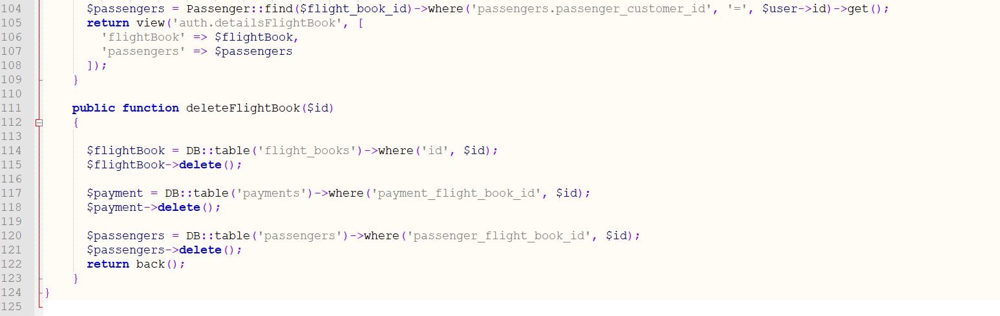 104 $passengers = Passenger::find($flight_book_id)->where('passengers.passenger_customer_id', '=', $user->id)->get();
105 return view('auth.detailsFlightBook', [
106 'flightBook' => $flightBook,
107 'passengers' => $passengers
108 ]);
109 }
110
111 public function deleteFlightBook($id)
112 {
113
114 $flightBook = DB::table('flight_books')->where('id', $id);
115 $flightBook->delete();
116
117 $payment = DB::table('payments')->where('payment_flight_book_id', $id);
118 $payment->delete();
119
120 $passengers = DB::table('passengers')->where('passenger_flight_book_id', $id);
121 $passengers->delete();
122 return back();
123 }
124 }
125